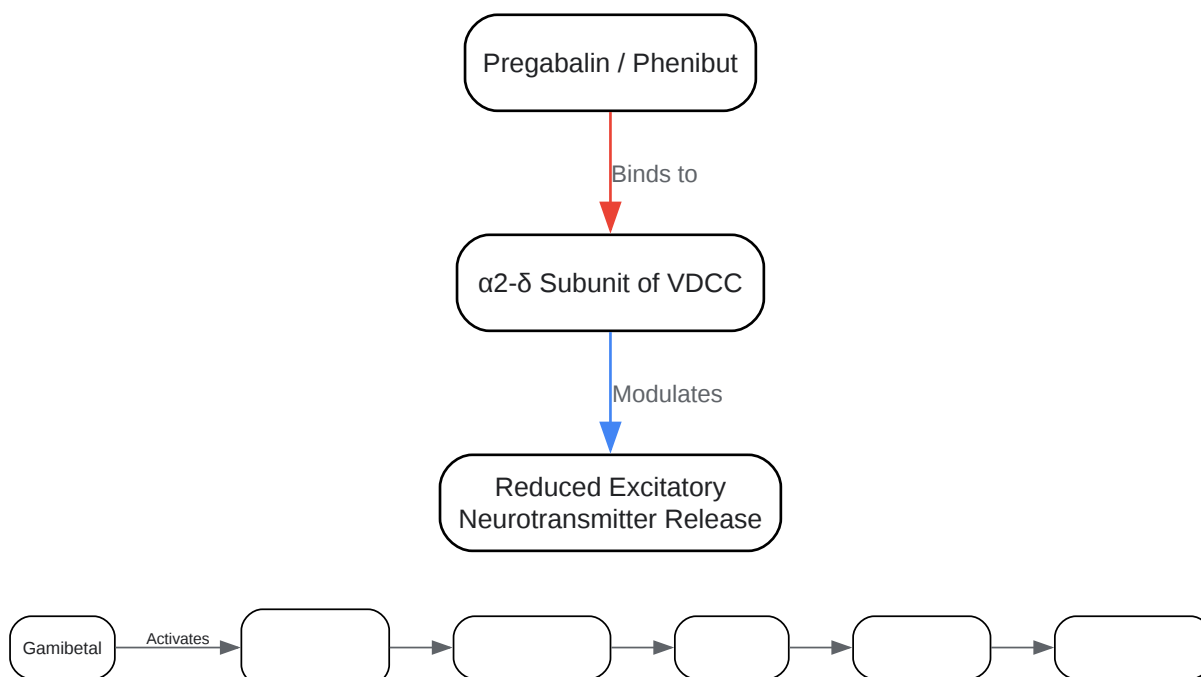 Pregabalin / Phenibut
Binds to
α2-δ Subunit of VDCC
Modulates
Reduced Excitatory
Neurotransmitter Release
Gamibetal
Activates